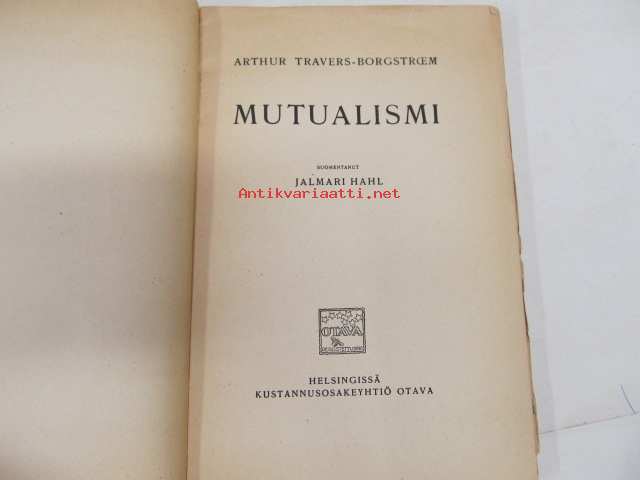 ARTHUR TRAVERS-BORGSTRŒM
MUTUALISMI
SUOMENTANUT
JALMARI HAHL
Antikvariaatti.net
OTAVA
HELSINGISSÄ
KUSTANNUSOSAKEYHTIÖ OTAVA